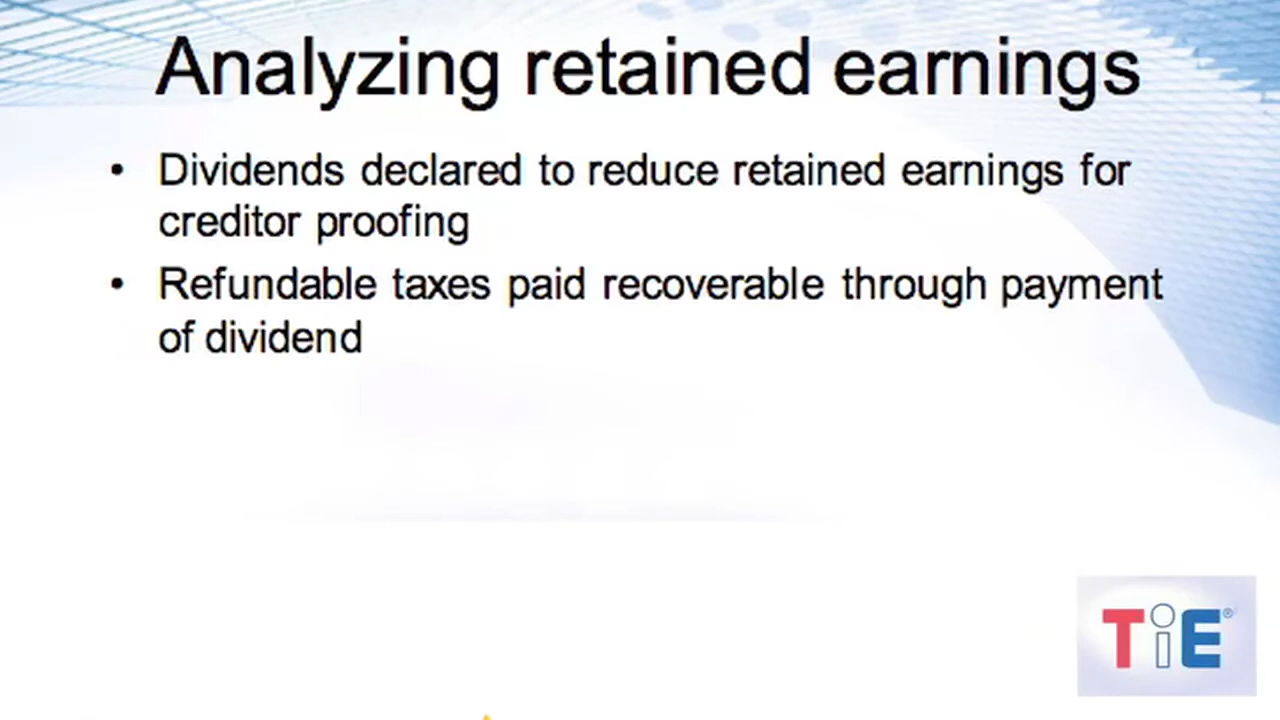 Analyzing retained earnings
• Dividends declared to reduce retained earnings for
creditor proofing
• Refundable taxes paid recoverable through payment
of dividend
TiE®